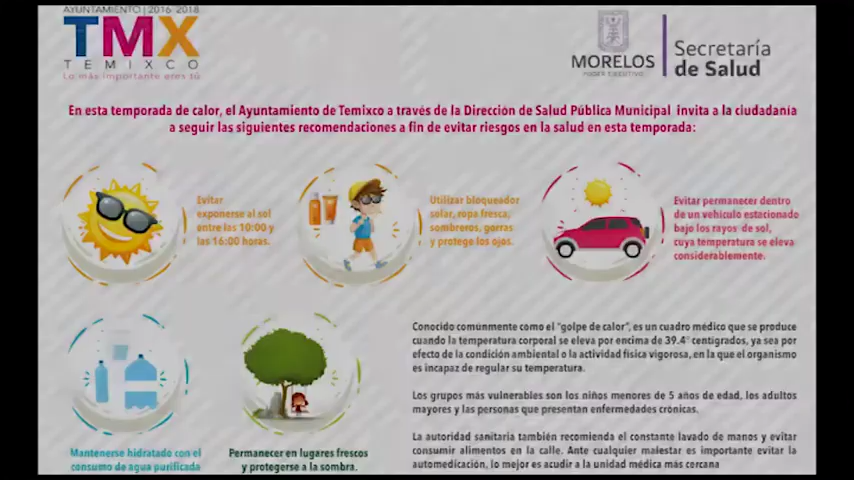 AYUNTAMIENTO | 2016 2018
TMX
TEMIXCO
Lo más importante eres tú
MORELOS
PODER EJECUTIVO
Secretaría
de Salud
En esta temporada de calor, el Ayuntamiento de Temixco a través de la Dirección de Salud Pública Municipal invita a la ciudadanía
a seguir las siguientes recomendaciones a fin de evitar riesgos en la salud en esta temporada:
Evitar
exponerse al sol
entre las 10:00 y
las 16:00 horas.
Utilizar bloqueador
solar, ropa fresca,
sombreros, gorras
y protege los ojos.
Evitar permanecer dentro
de un vehículo estacionado
bajo los rayos de sol,
cuya temperatura se eleva
considerablemente.
Mantenerse hidratado con el
consumo de agua purificada
Permanecer en lugares frescos
y protegerse a la sombra.
Conocido comúnmente como el "golpe de calor", es un cuadro médico que se produce
cuando la temperatura corporal se eleva por encima de 39.4° centigrados, ya sea por
efecto de la condición ambiental o la actividad física vigorosa, en la que el organismo
es incapaz de regular su temperatura.
Los grupos más vulnerables son los niños menores de 5 años de edad, los adultos
mayores y las personas que presentan enfermedades crónicas.
La autoridad sanitaria también recomienda el constante lavado de manos y evitar
consumir alimentos en la calle. Ante cualquier malestar es importante evitar la
automedicación, lo mejor es acudir a la unidad médica más cercana